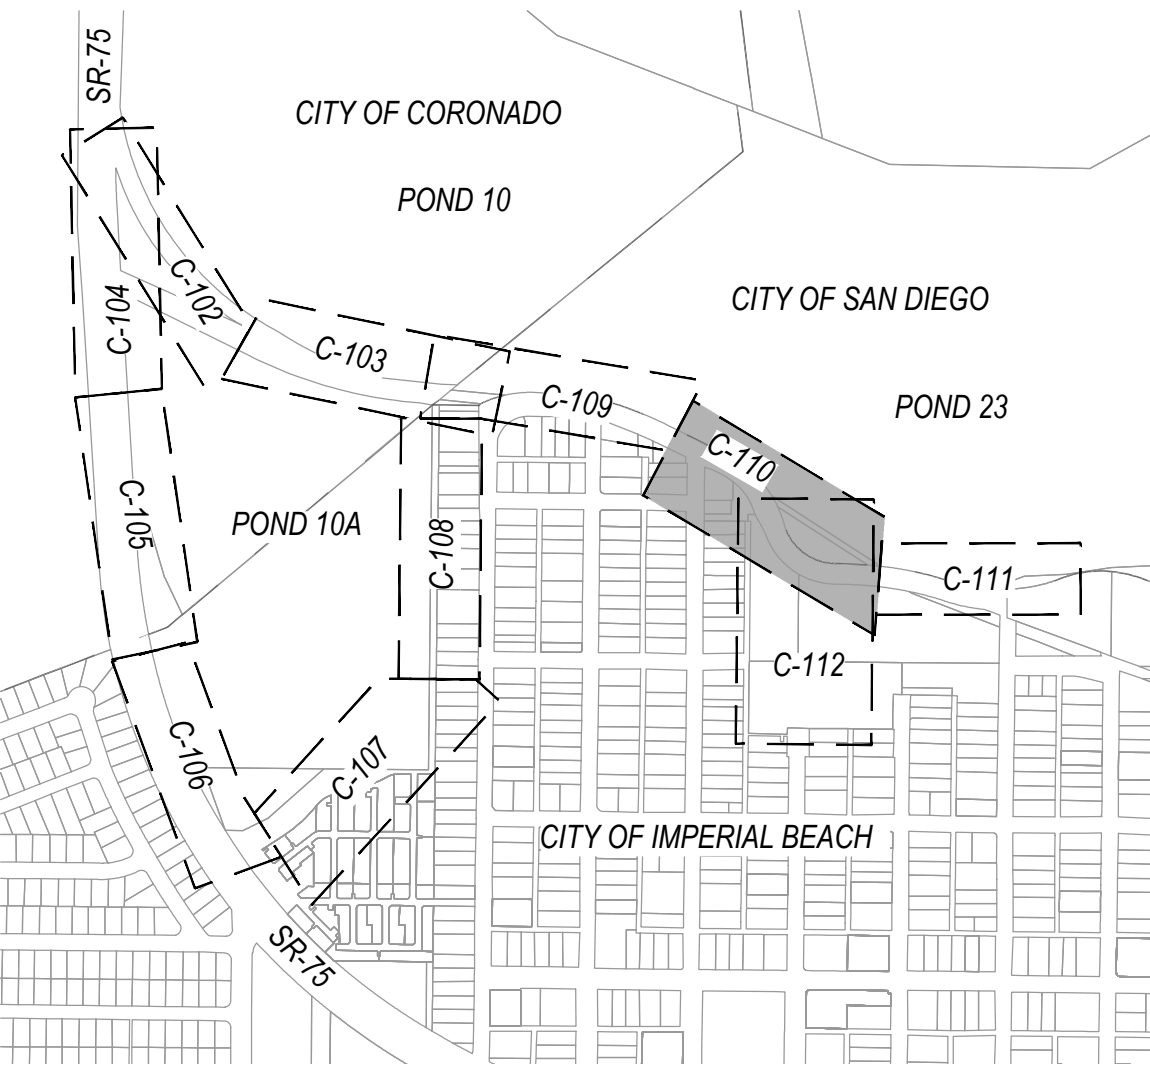 SR-75
CITY OF CORONADO
POND 10
C-102
C-104
CITY OF SAN DIEGO
C-103
C-109
POND 23
C-110
C-105
POND 10A
C-108
C-111
C-112
C-106
C-107
CITY OF IMPERIAL BEACH
SR-75